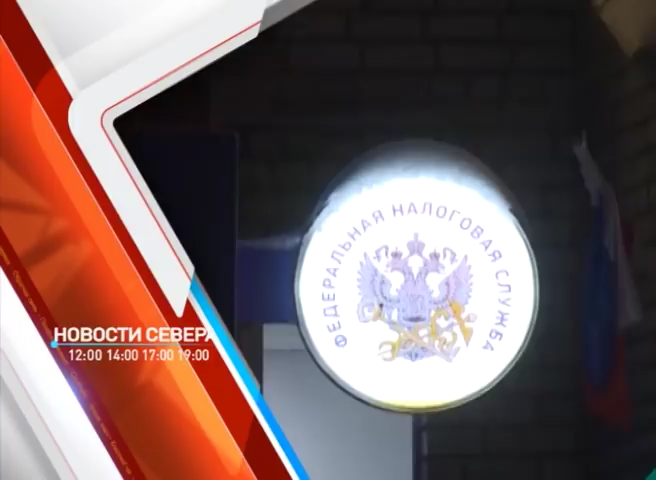 ФЕДЕРАЛЬНАЯ НАЛОГОВАЯ СЛУЖБА
НОВОСТИ СЕВЕРА
12:00 14:00 17:00 19:00